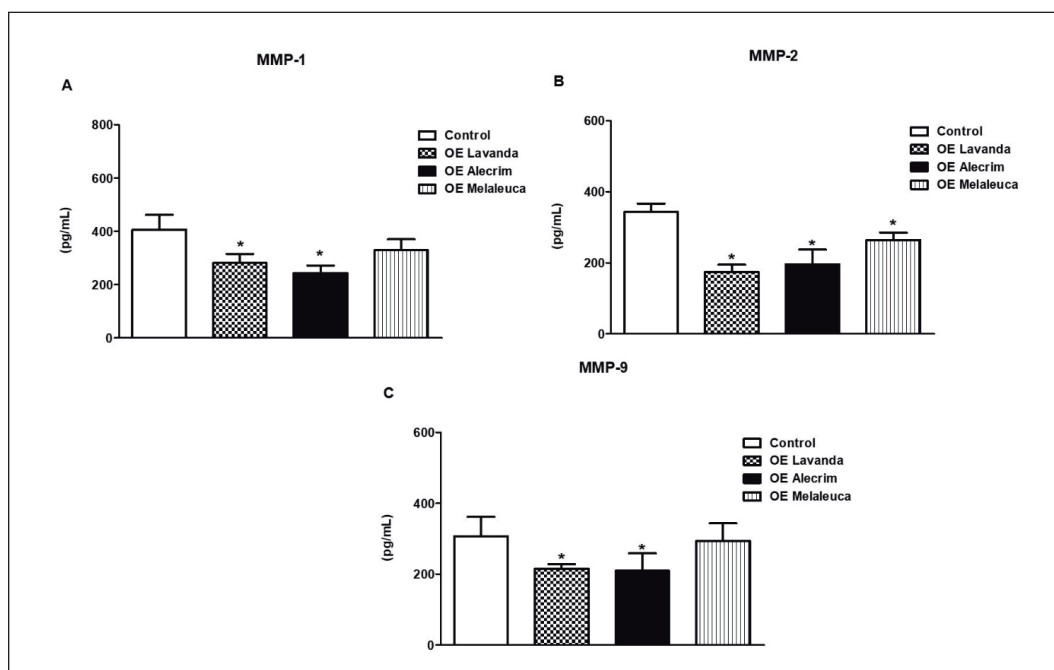 MMP-1
A
(pg/mL)
800
600
400
200
0
*
*
Control
OE Lavanda
OE Alecrim
OE Melaleuca
MMP-2
B
(pg/mL)
600
400
200
0
*
*
*
Control
OE Lavanda
OE Alecrim
OE Melaleuca
MMP-9
C
(pg/mL)
600
400
200
0
*
*
Control
OE Lavanda
OE Alecrim
OE Melaleuca